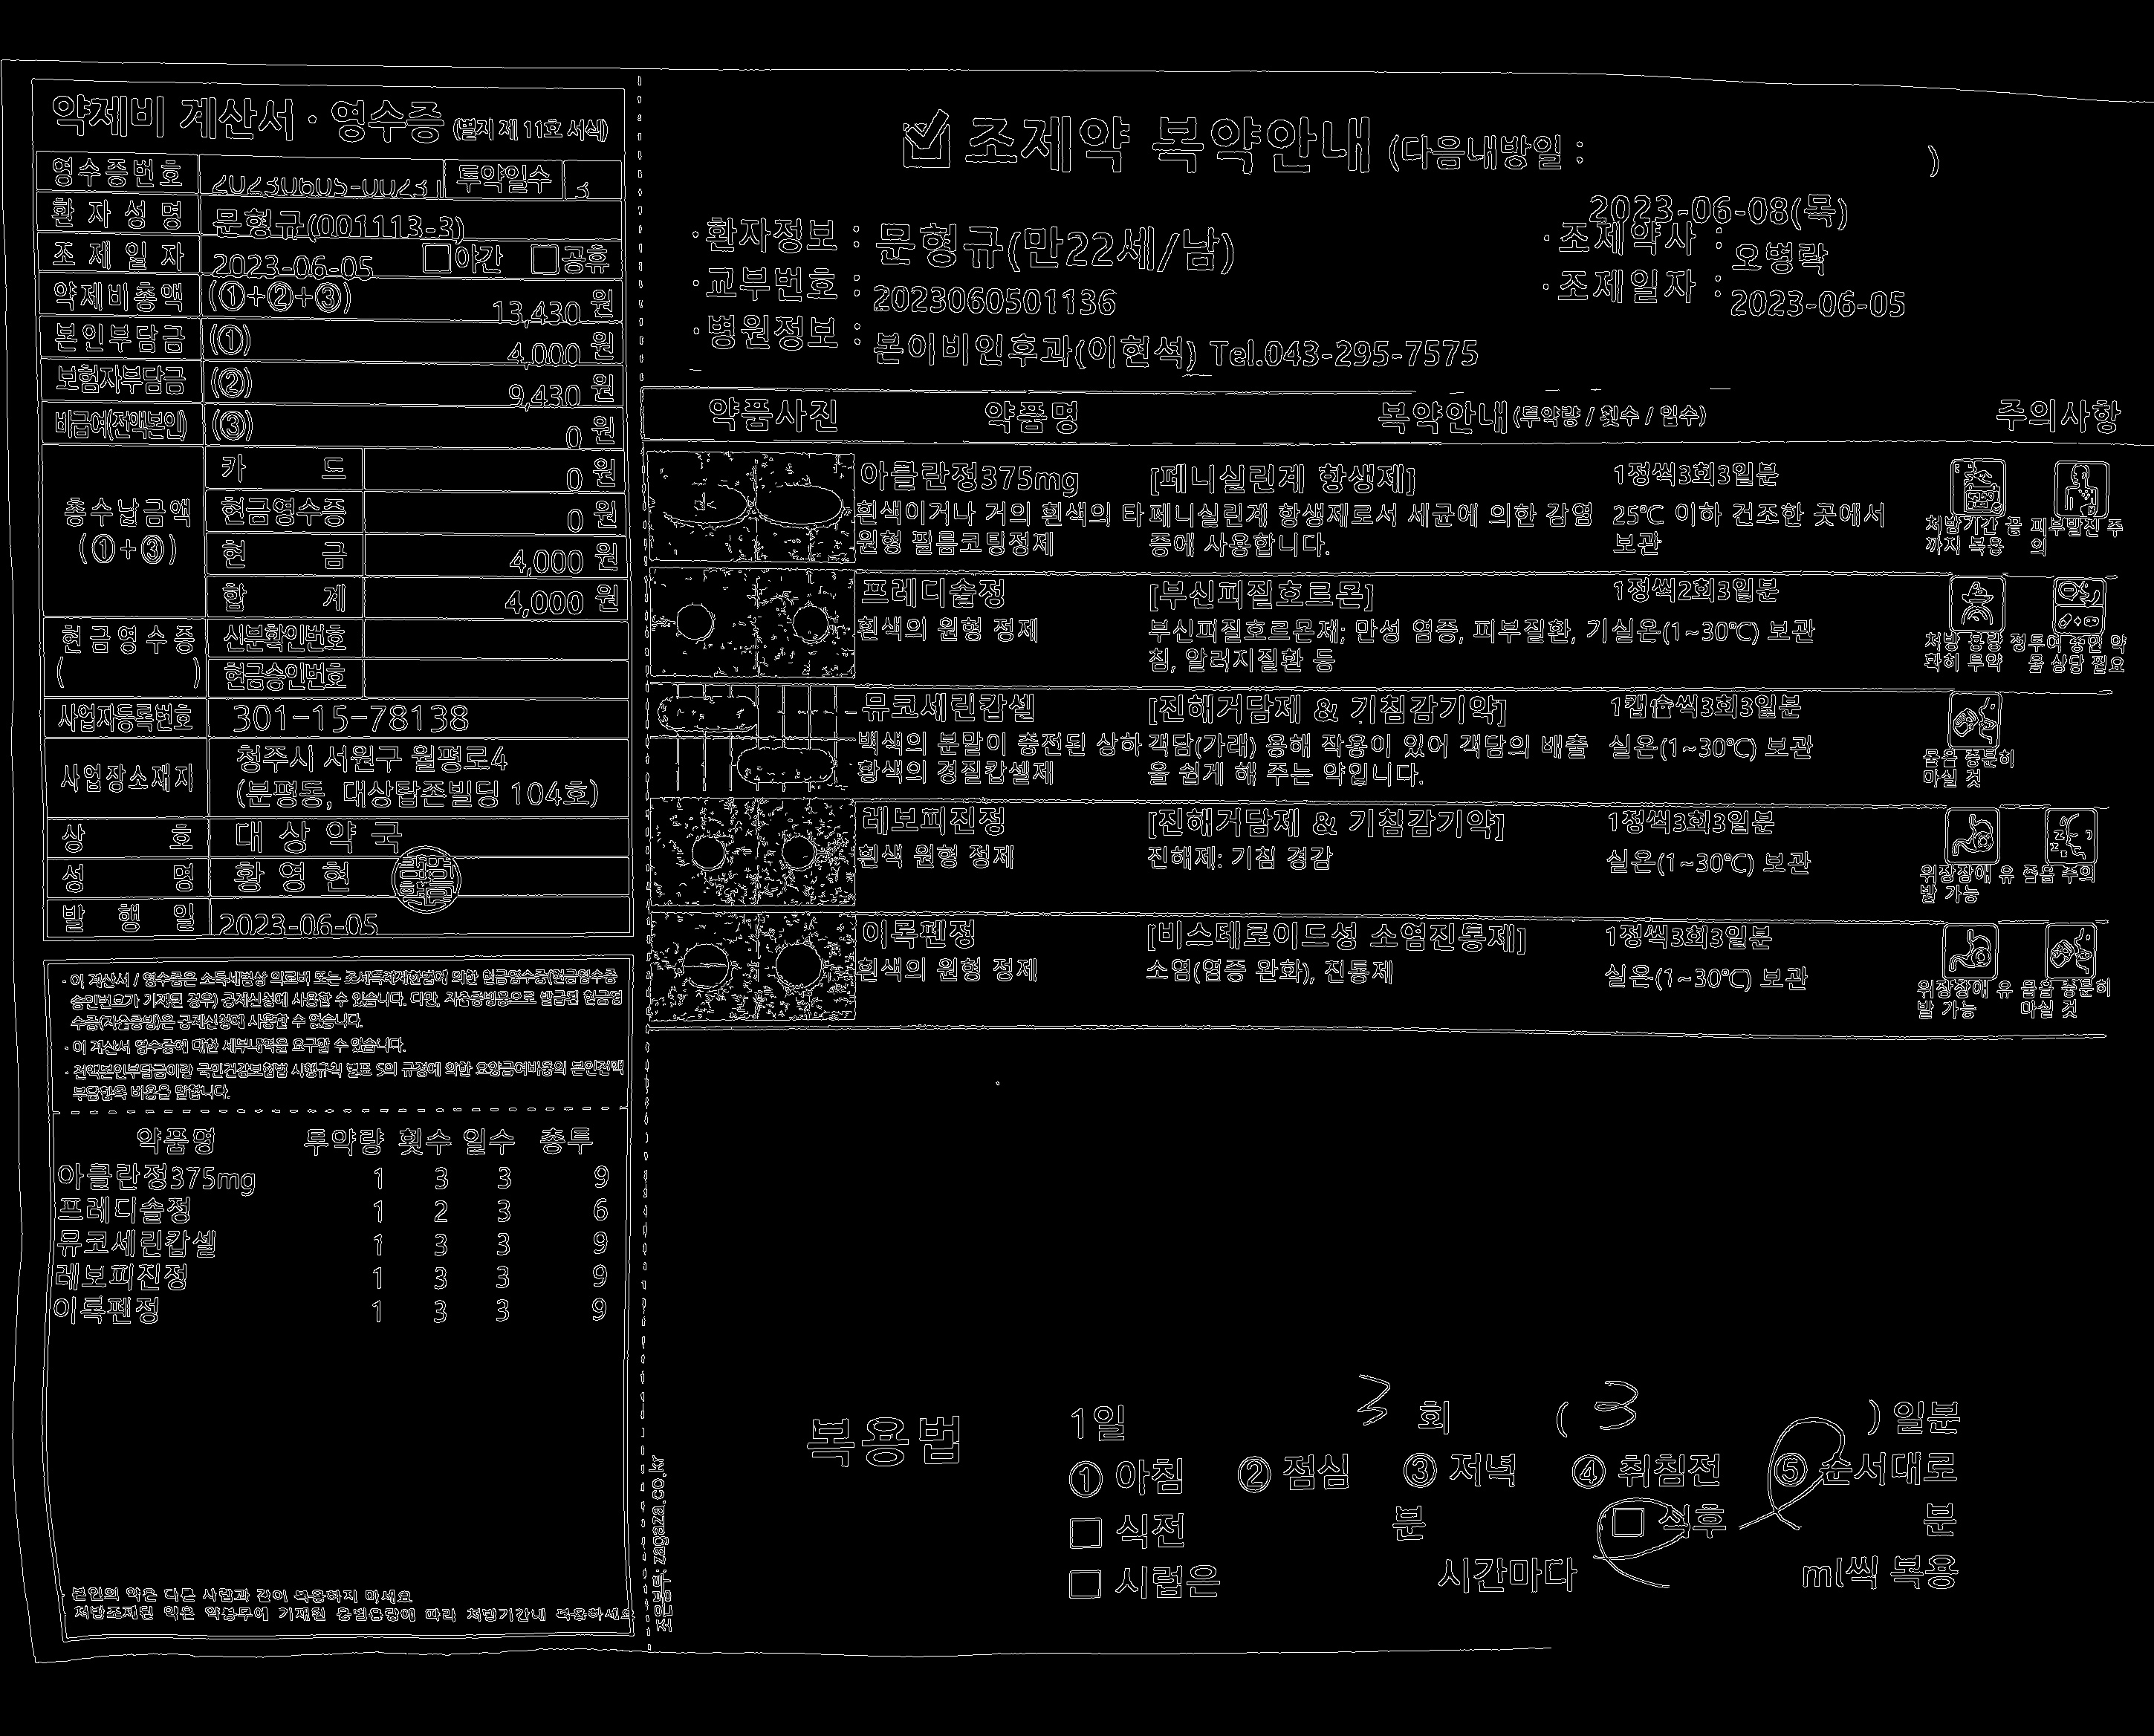 약제비 계산서 · 영수증 (별지 제 11호 서식)
영수증번호 20230605-00231 투약일수 3
환자성명 문형규(001113-3)
조제일자 2023-06-05 □야간 □공휴
약제비총액 (①+②+③) 13,430 원
본인부담금 (①) 4,000 원
보험자부담금 (②) 9,430 원
비급여(전액본인) (③) 0 원
총수납금액 (①+③)
카드 0 원
현금영수증 0 원
현금 4,000 원
합계 4,000 원
현금영수증 ( )
신분확인번호
현금승인번호
사업자등록번호 301-15-78138
사업장소재지 청주시 서원구 월평로4
(분평동, 대상탑존빌딩 104호)
상호 대상약국
성명 황영현
발행일 2023-06-05
· 이 계산서 / 영수증은 소득세법상 의료비 또는 조세특례제한법에 의한 현금영수증(현금영수증
승인번호가 기재된 경우) 공제신청에 사용할 수 있습니다. 다만, 지출증빙용으로 발급된 현금영
수증(지출증빙)은 공제신청에 사용할 수 없습니다.
· 이 계산서 영수증에 대한 세부내역을 요구할 수 있습니다.
· 전액본인부담금이란 국민건강보험법 시행규칙 별표 5의 규정에 의한 요양급여비용의 본인전액
부담항목 비용을 말합니다.
약품명 투약량 횟수 일수 총투
아클란정375mg 1 3 3 9
프레디솔정 1 2 3 6
뮤코세린캅셀 1 3 3 9
레보피진정 1 3 3 9
이록펜정 1 3 3 9
본인의 약은 다른 사람과 같이 복용하지 마세요
처방조제된 약은 약봉투에 기재된 용법용량에 따라 처방기간내 복용하세요
zagaza.co.kr
조제약 복약안내 (다음내방일 : )
2023-06-08(목)
· 환자정보 : 문형규(만22세/남)
· 조제약사 : 오병락
· 교부번호 : 2023060501136
· 조제일자 : 2023-06-05
· 병원정보 : 본이비인후과(이현석) Tel.043-295-7575
약품사진 약품명 복약안내(투약량 / 횟수 / 일수) 주의사항
아클란정375mg [페니실린계 항생제] 1정씩3회3일분
흰색이거나 거의 흰색의 타 페니실린계 항생제로서 세균에 의한 감염 25℃ 이하 건조한 곳에서
원형 필름코팅정제 증에 사용합니다. 보관
처방기간 끝 피부발진 주
까지 복용 의
프레디솔정 [부신피질호르몬] 1정씩2회3일분
흰색의 원형 정제 부신피질호르몬제; 만성 염증, 피부질환, 기 실온(1~30℃) 보관
침, 알러지질환 등
처방 용량 정 투여 중인 약
확히 투약 물 상담 필요
뮤코세린캅셀 [진해거담제 & 기침감기약] 1캡슐씩3회3일분
백색의 분말이 충전된 상하 객담(가래) 용해 작용이 있어 객담의 배출 실온(1~30℃) 보관
황색의 경질캅셀제 을 쉽게 해 주는 약입니다.
물은 충분히
마실 것
레보피진정 [진해거담제 & 기침감기약] 1정씩3회3일분
흰색 원형 정제 진해제: 기침 경감 실온(1~30℃) 보관
위장장애 유 졸음 주의
발 가능
이록펜정 [비스테로이드성 소염진통제] 1정씩3회3일분
흰색의 원형 정제 소염(염증 완화), 진통제 실온(1~30℃) 보관
위장장애 유 물을 충분히
발 가능 마실 것
복용법 1일 3 회 ( 3 ) 일분
① 아침 ② 점심 ③ 저녁 ④ 취침전 ⑤ 순서대로
□ 식전 분 □ 식후 분
□ 시럽은 시간마다 ml씩 복용